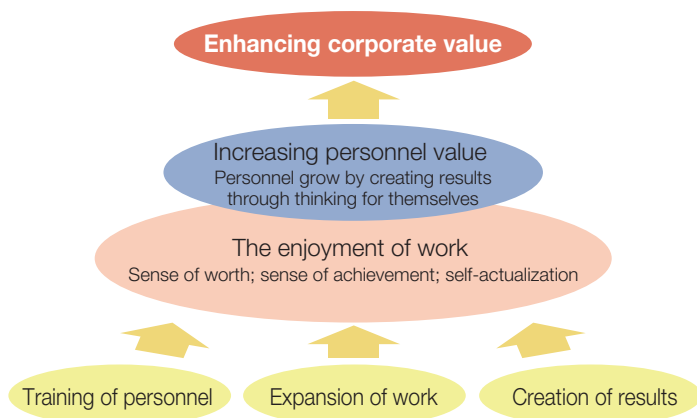 Enhancing corporate value
Increasing personnel value
Personnel grow by creating results
through thinking for themselves
The enjoyment of work
Sense of worth; sense of achievement; self-actualization
Training of personnel
Expansion of work
Creation of results